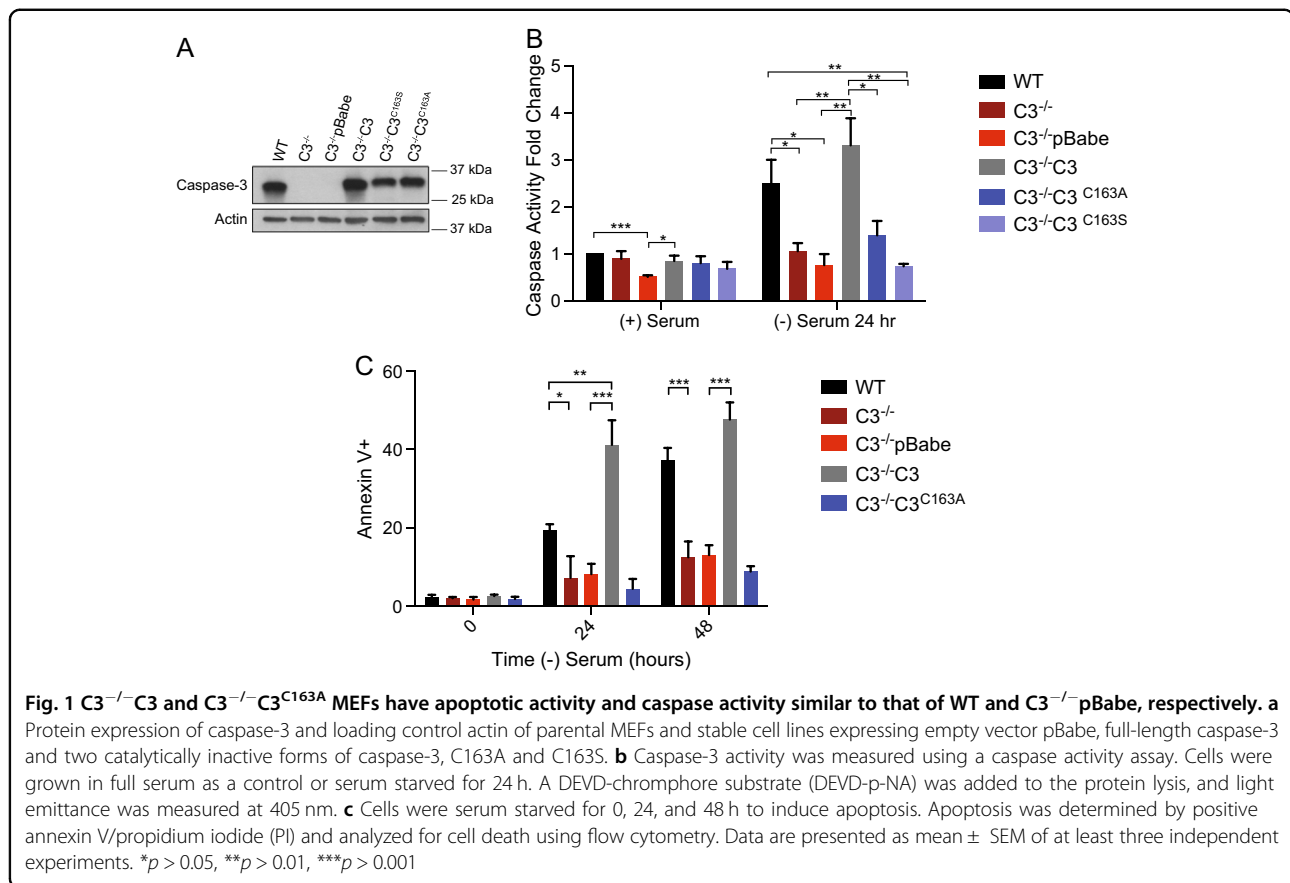 A
WT
C3-/-
C3-/-pBabe
C3-/-C3
C3-/-C3C163S
C3-/-C3C163A
Caspase-3
37 kDa
25 kDa
Actin
37 kDa
B
Caspase Activity Fold Change
5
4
3
2
1
0
*** * * * ** ** * ** **
(+) Serum
(-) Serum 24 hr
WT
C3-/-
C3-/-pBabe
C3-/-C3
C3-/-C3 C163A
C3-/-C3 C163S
C
Annexin V+
60
40
20
0
* *** ** *** ***
0
24
48
Time (-) Serum (hours)
WT
C3-/-
C3-/-pBabe
C3-/-C3
C3-/-C3C163A
Fig. 1 C3−/−C3 and C3−/−C3C163A MEFs have apoptotic activity and caspase activity similar to that of WT and C3−/−pBabe, respectively. a
Protein expression of caspase-3 and loading control actin of parental MEFs and stable cell lines expressing empty vector pBabe, full-length caspase-3
and two catalytically inactive forms of caspase-3, C163A and C163S. b Caspase-3 activity was measured using a caspase activity assay. Cells were
grown in full serum as a control or serum starved for 24 h. A DEVD-chromphore substrate (DEVD-p-NA) was added to the protein lysis, and light
emittance was measured at 405 nm. c Cells were serum starved for 0, 24, and 48 h to induce apoptosis. Apoptosis was determined by positive
annexin V/propidium iodide (PI) and analyzed for cell death using flow cytometry. Data are presented as mean ± SEM of at least three independent
experiments. *p > 0.05, **p > 0.01, ***p > 0.001